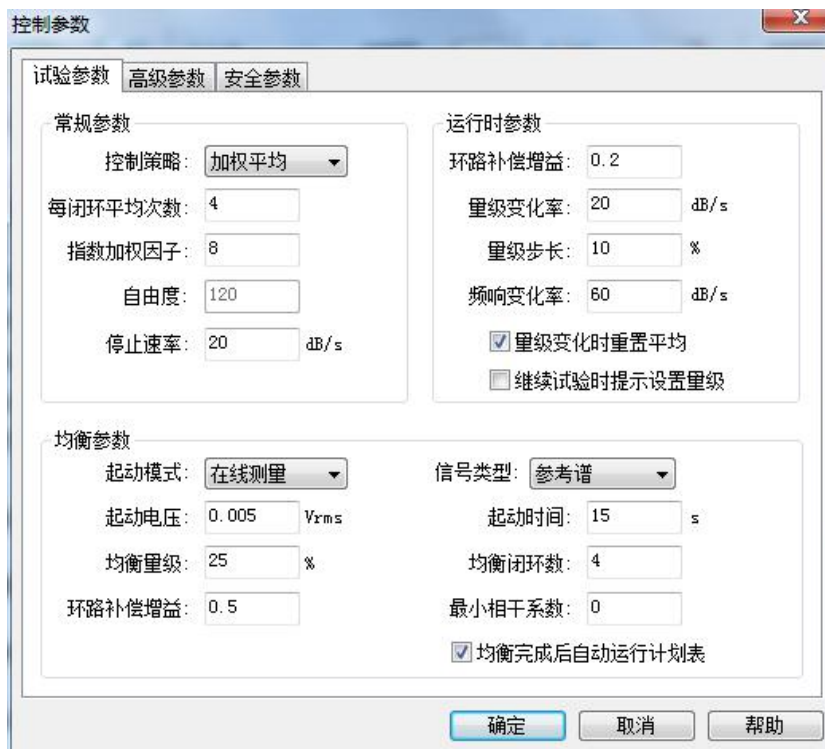 控制参数
试验参数 高级参数 安全参数
常规参数
控制策略: 加权平均
每闭环平均次数: 4
指数加权因子: 8
自由度: 120
停止速率: 20 dB/s
运行时参数
环路补偿增益: 0.2
量级变化率: 20 dB/s
量级步长: 10 %
频响变化率: 60 dB/s
量级变化时重置平均
继续试验时提示设置量级
均衡参数
起动模式: 在线测量
起动电压: 0.005 Vrms
均衡量级: 25 %
环路补偿增益: 0.5
信号类型: 参考谱
起动时间: 15 s
均衡闭环数: 4
最小相干系数: 0
均衡完成后自动运行计划表
确定 取消 帮助